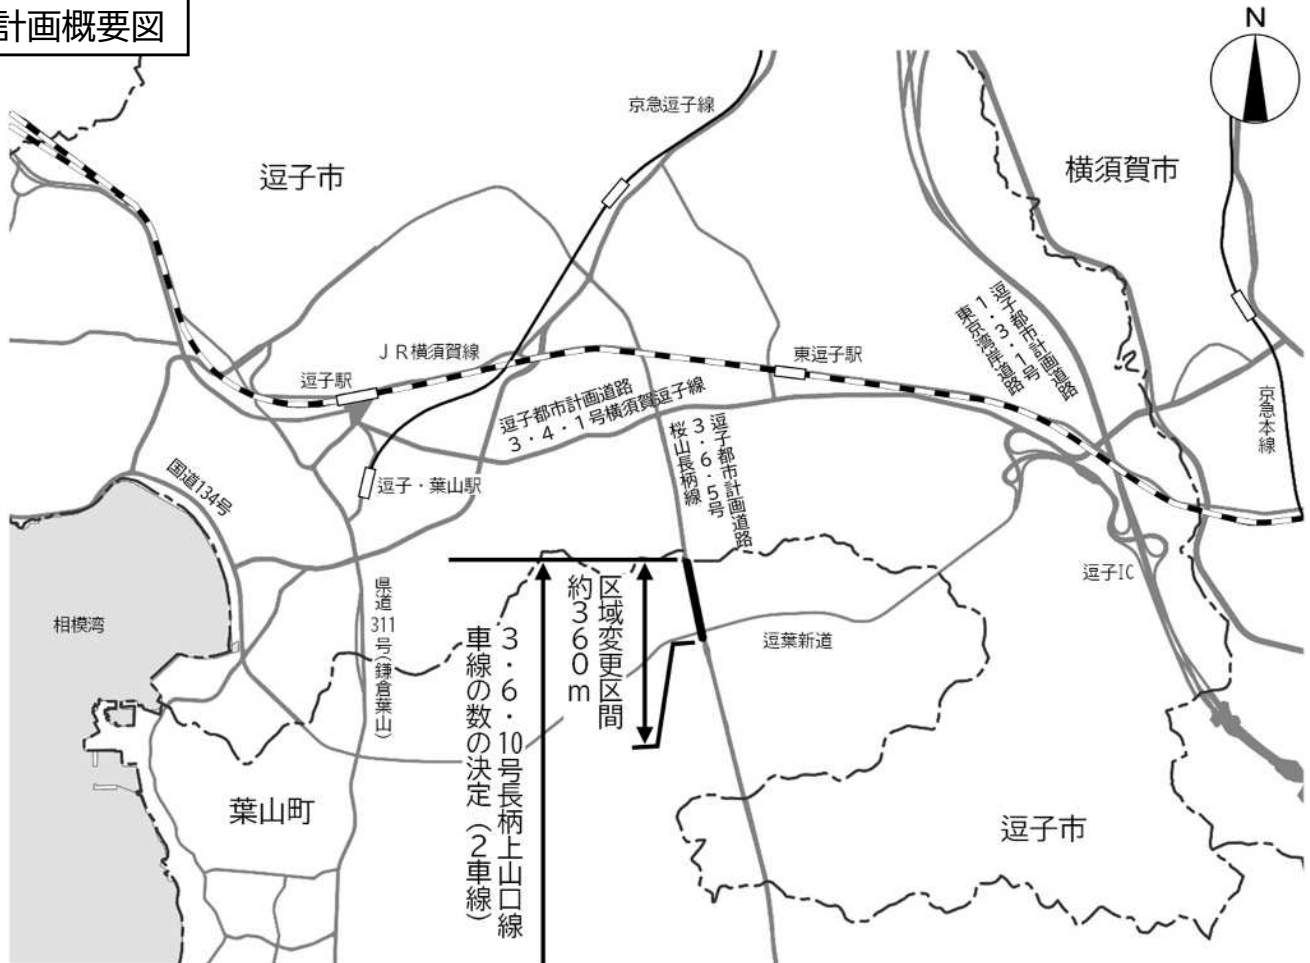 計画概要図
N
京急逗子線
逗子市
横須賀市
逗子都市計画道路
1・3・1号
東京湾岸道路
JR横須賀線
東逗子駅
逗子駅
逗子都市計画道路
3・4・1号横須賀逗子線
京急本線
逗子都市計画道路
3・6・5号
桜山長柄線
国道134号
逗子・葉山駅
逗子IC
県道311号(鎌倉葉山)
相模湾
区域変更区間
約360m
逗葉新道
3・6・10号長柄上山口線
車線の数の決定(2車線)
葉山町
逗子市